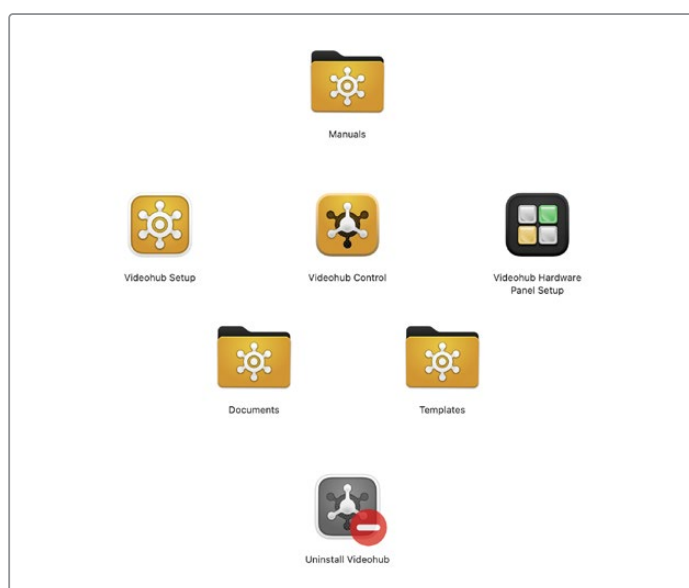 Manuals
Videohub Setup
Videohub Control
Videohub Hardware
Panel Setup
Documents
Templates
Uninstall Videohub